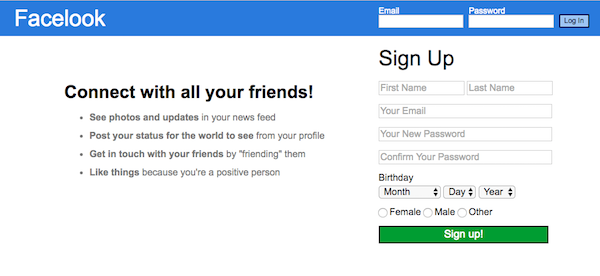 Facelook
Email Password
Log In
Sign Up
First Name Last Name
Your Email
Your New Password
Confirm Your Password
Birthday
Month Day Year
Female Male Other
Sign up!
Connect with all your friends!
See photos and updates in your news feed
Post your status for the world to see from your profile
Get in touch with your friends by "friending" them
Like things because you're a positive person